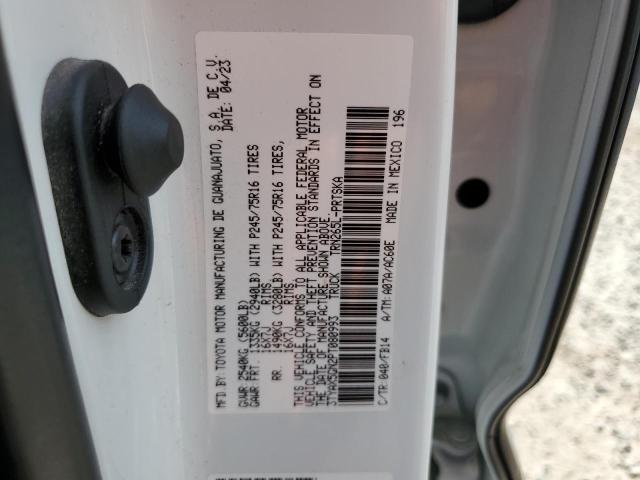 MFD. BY TOYOTA MOTOR MANUFACTURING DE GUANAJUATO, S.A. DE C.V.
DATE: 04/23
GVWR 2540KG (5600LB)
GAWR FRT. 1335KG (2940LB) WITH P245/75R16 TIRES
16X7J RIMS,
RR. 1490KG (3280LB) WITH P245/75R16 TIRES,
16X7J RIMS,
THIS VEHICLE CONFORMS TO ALL APPLICABLE FEDERAL MOTOR
VEHICLE SAFETY AND THEFT PREVENTION STANDARDS IN EFFECT ON
THE DATE OF MANUFACTURE SHOWN ABOVE.
TRUCK TRN265L-PRTSKA
C/TR: 040/FB14 A/TM: A07A/AC60E MADE IN MEXICO 196